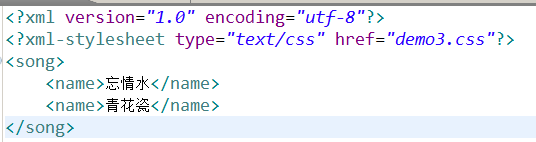 <?xml version="1.0" encoding="utf-8"?>
<?xml-stylesheet type="text/css" href="demo3.css"?>
<song>
    <name>忘情水</name>
    <name>青花瓷</name>
</song>